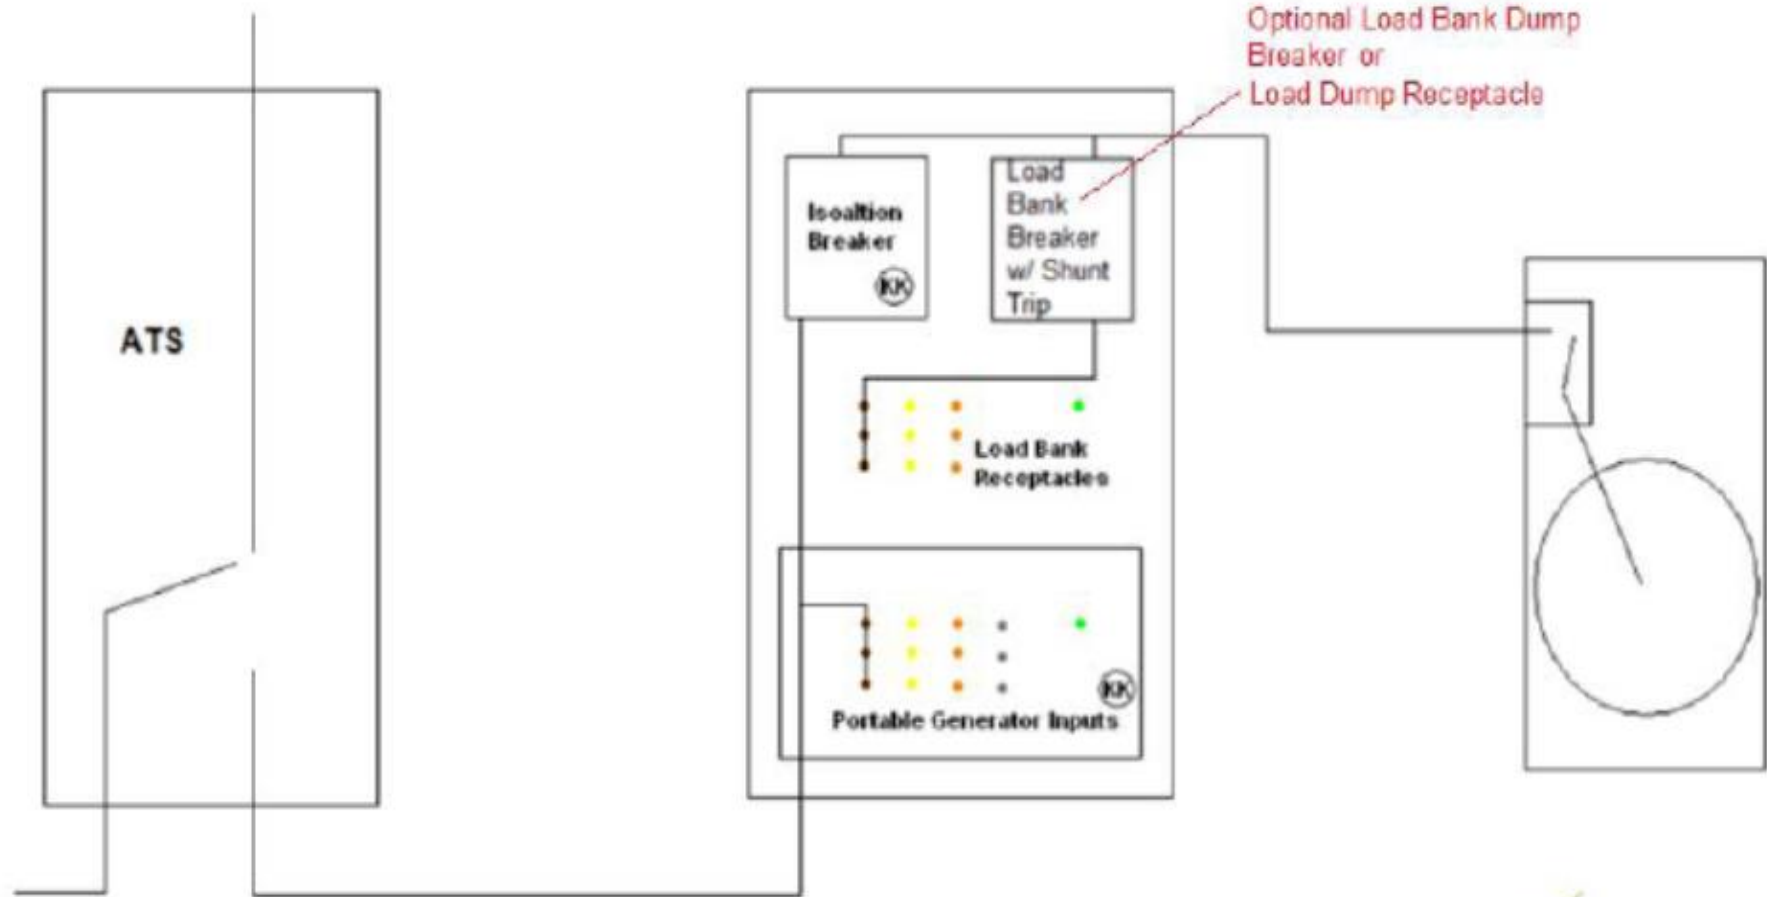 Optional Load Bank Dump
Breaker or
Load Dump Receptacle
ATS
Isoaltion
Breaker
KK
Load
Bank
Breaker
w/ Shunt
Trip
Load Bank
Receptacles
KK
Portable Generator Inputs